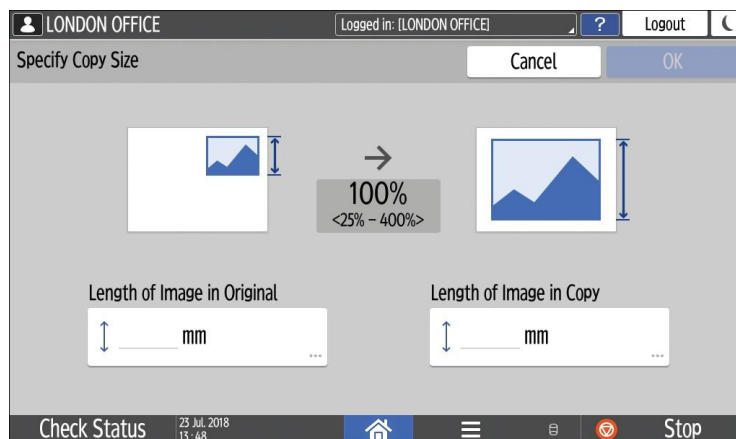 LONDON OFFICE
Logged in: [LONDON OFFICE]
?
Logout
Specify Copy Size
Cancel
OK
100%
<25% – 400%>
Length of Image in Original
Length of Image in Copy
mm
...
mm
...
Check Status
23 Jul. 2018
13:48
Stop